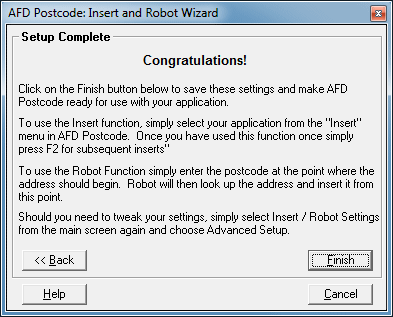 AFD Postcode: Insert and Robot Wizard
Setup Complete
Congratulations!
Click on the Finish button below to save these settings and make AFD
Postcode ready for use with your application.
To use the Insert function, simply select your application from the "Insert"
menu in AFD Postcode.  Once you have used this function once simply
press F2 for subsequent inserts"
To use the Robot Function simply enter the postcode at the point where the
address should begin.  Robot will then look up the address and insert it from
this point.
Should you need to tweak your settings, simply select Insert / Robot Settings
from the main screen again and choose Advanced Setup.
<< Back
Finish
Help
Cancel